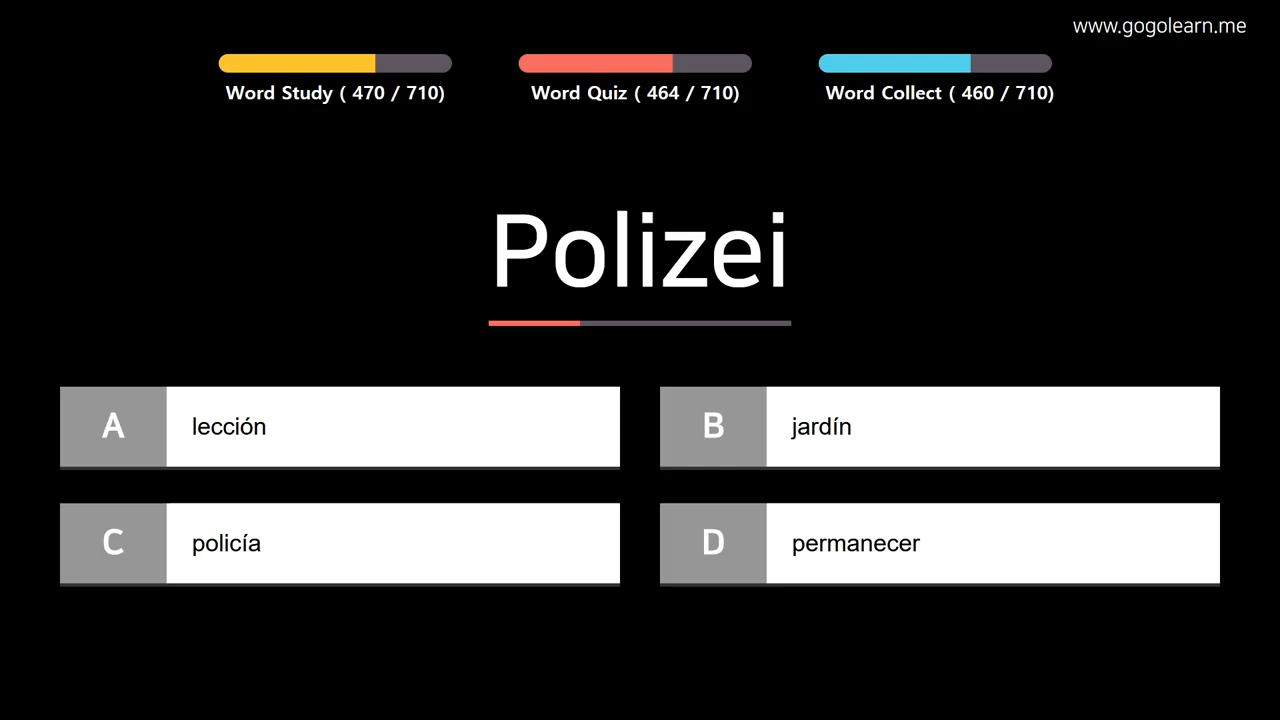 www.gogolearn.me
Word Study ( 470 / 710)
Word Quiz ( 464 / 710)
Word Collect ( 460 / 710)
Polizei
A lección
B jardín
C policía
D permanecer